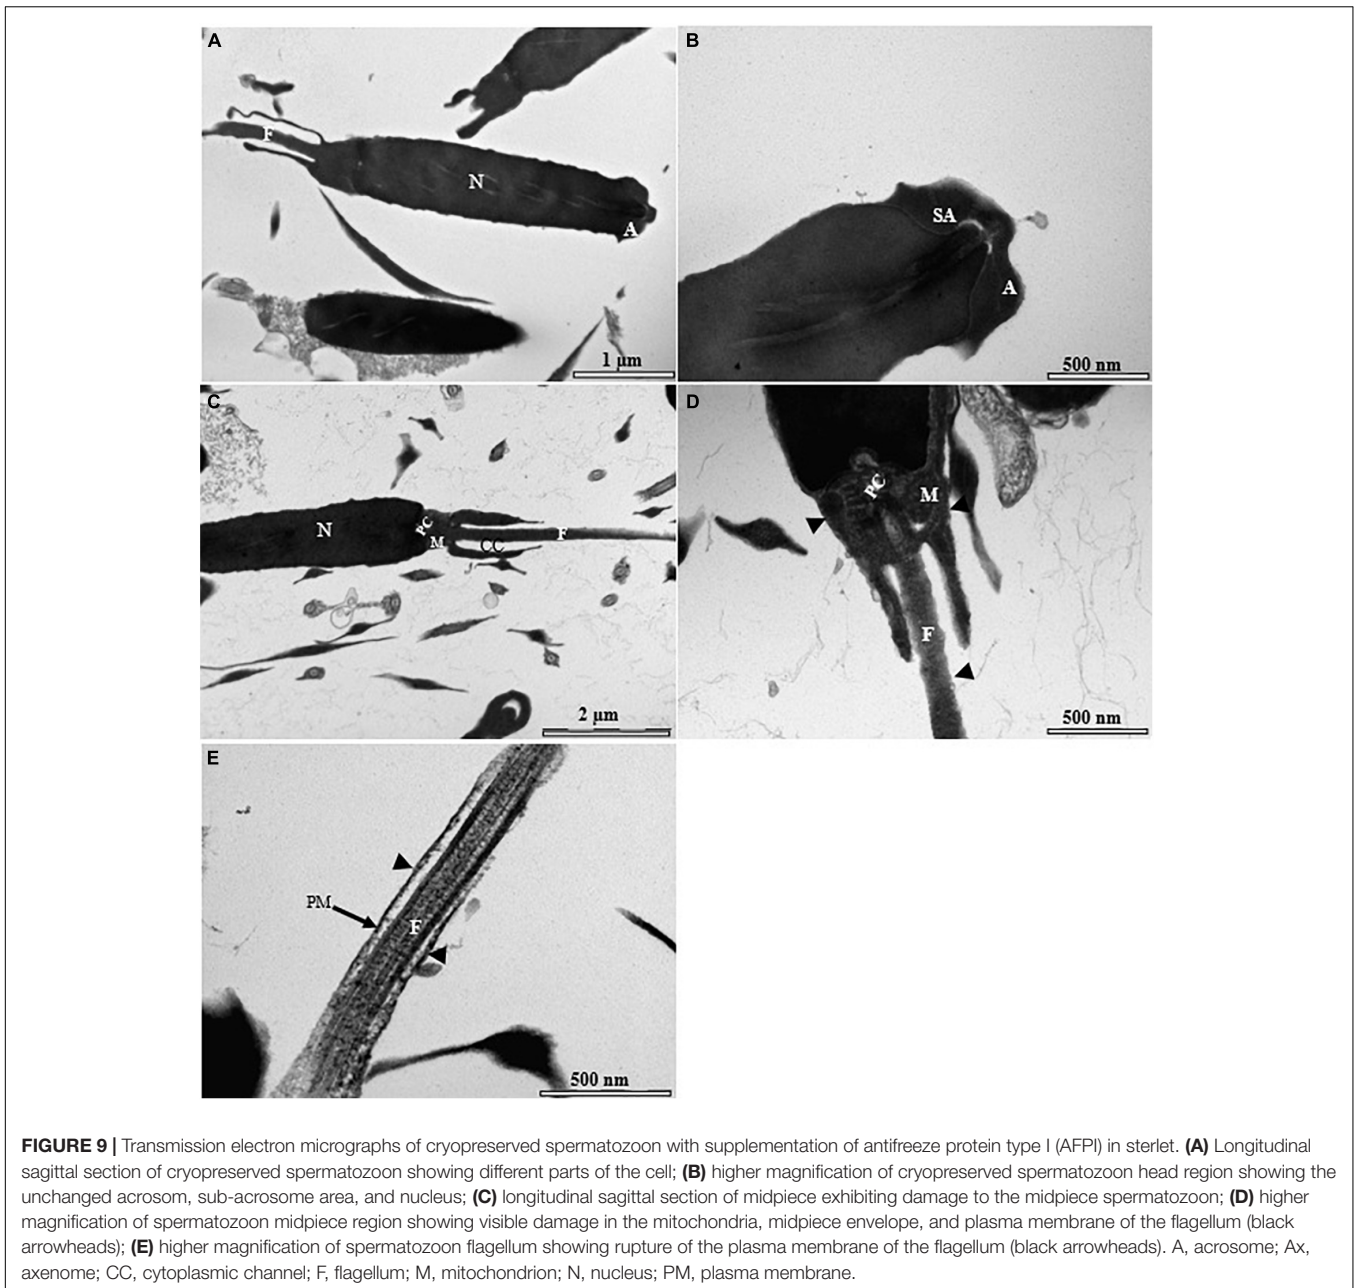 A
F
N
A
1 µm
B
SA
A
500 nm
C
N
PC
M
CC
F
2 µm
D
PC
M
F
500 nm
E
PM
F
500 nm
FIGURE 9 | Transmission electron micrographs of cryopreserved spermatozoon with supplementation of antifreeze protein type I (AFPI) in sterlet. (A) Longitudinal
sagittal section of cryopreserved spermatozoon showing different parts of the cell; (B) higher magnification of cryopreserved spermatozoon head region showing the
unchanged acrosom, sub-acrosome area, and nucleus; (C) longitudinal sagittal section of midpiece exhibiting damage to the midpiece spermatozoon; (D) higher
magnification of spermatozoon midpiece region showing visible damage in the mitochondria, midpiece envelope, and plasma membrane of the flagellum (black
arrowheads); (E) higher magnification of spermatozoon flagellum showing rupture of the plasma membrane of the flagellum (black arrowheads). A, acrosome; Ax,
axenome; CC, cytoplasmic channel; F, flagellum; M, mitochondrion; N, nucleus; PM, plasma membrane.